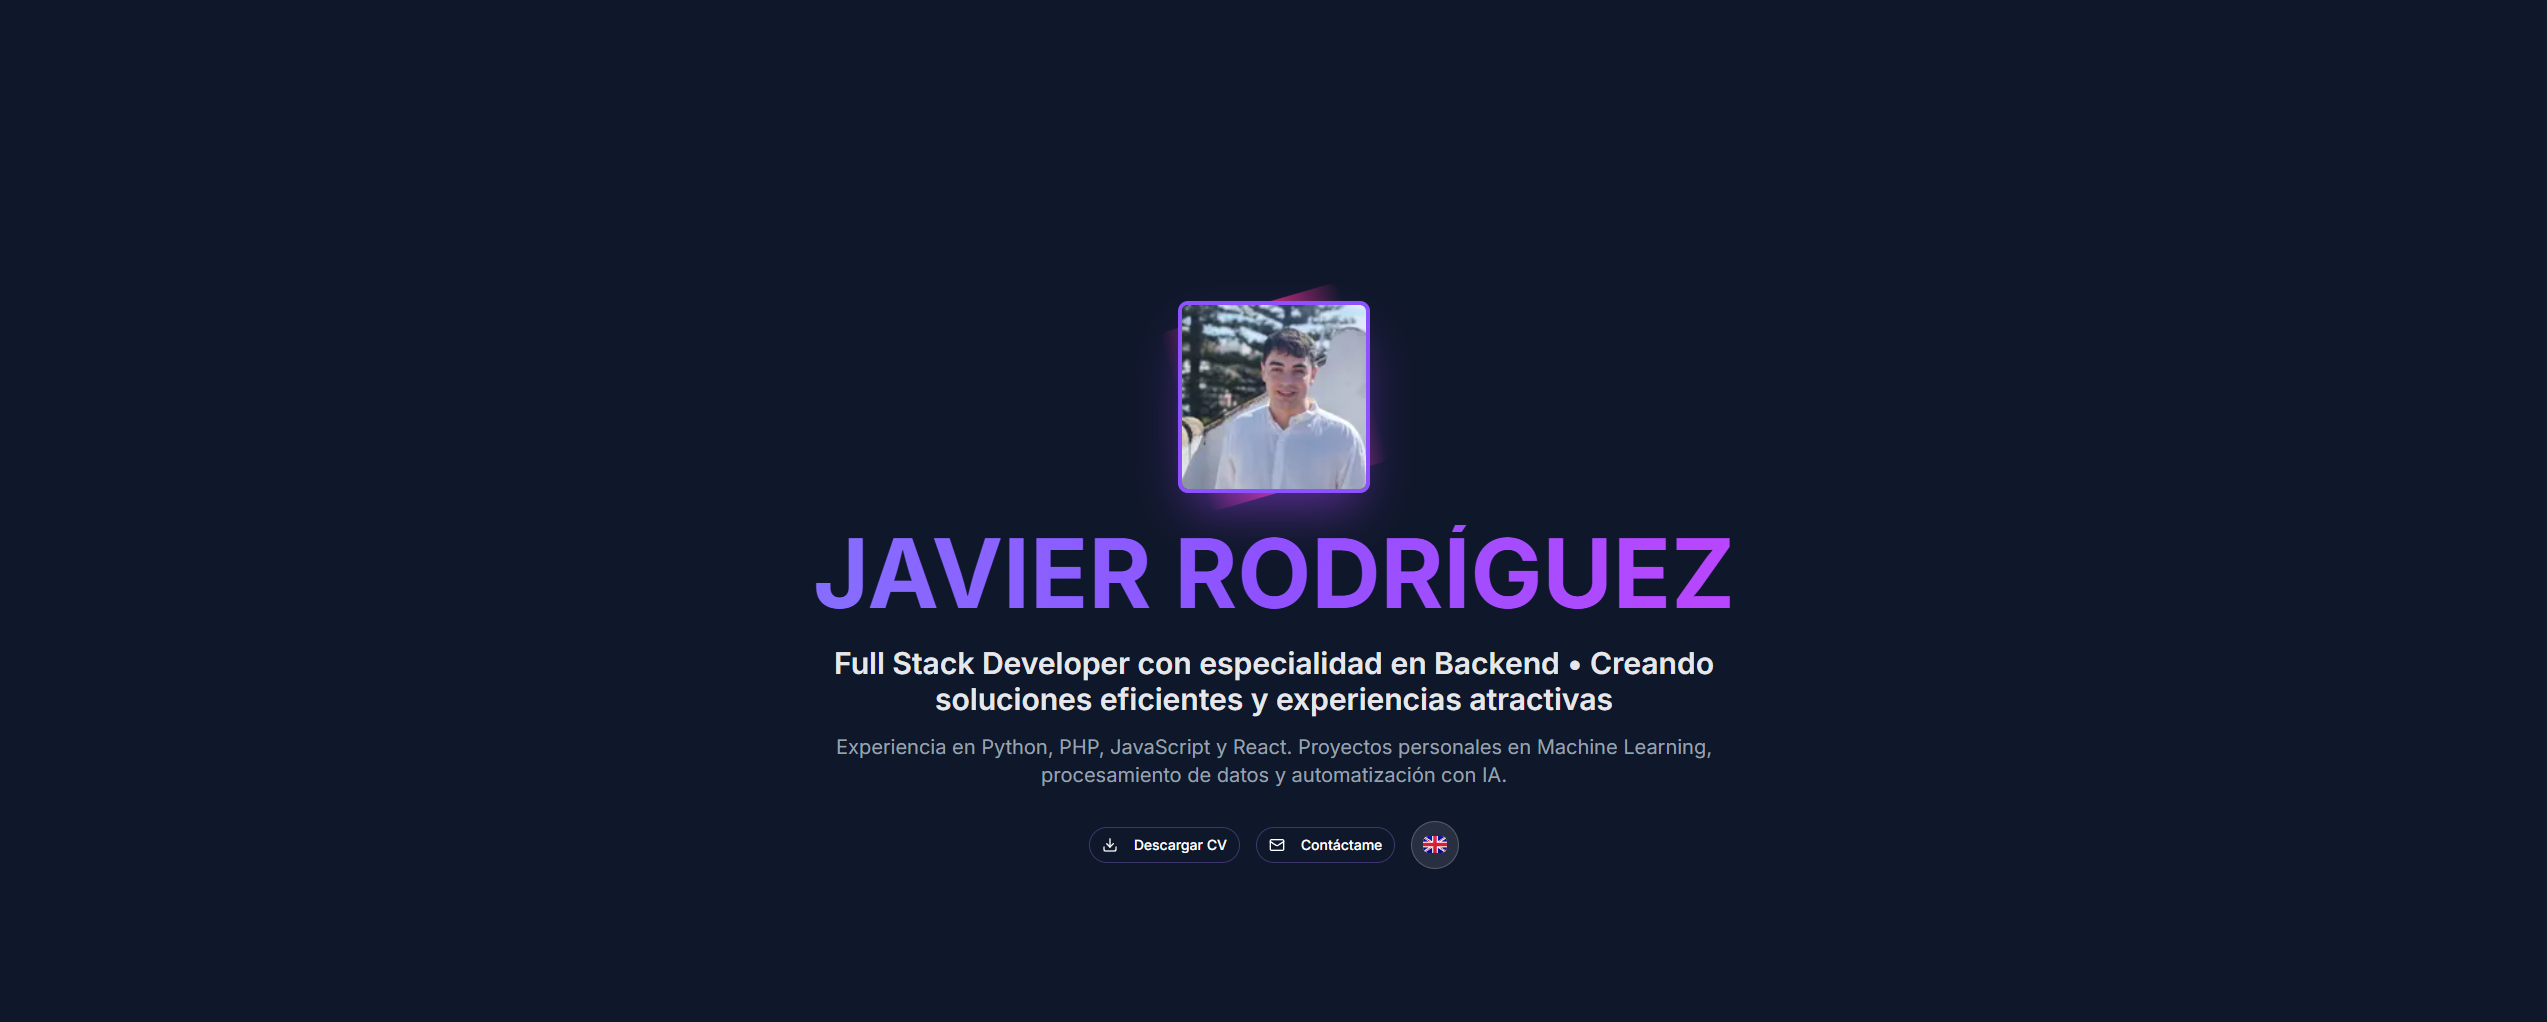 JAVIER RODRÍGUEZ
Full Stack Developer con especialidad en Backend • Creando
soluciones eficientes y experiencias atractivas
Experiencia en Python, PHP, JavaScript y React. Proyectos personales en Machine Learning,
procesamiento de datos y automatización con IA.
Descargar CV
Contáctame